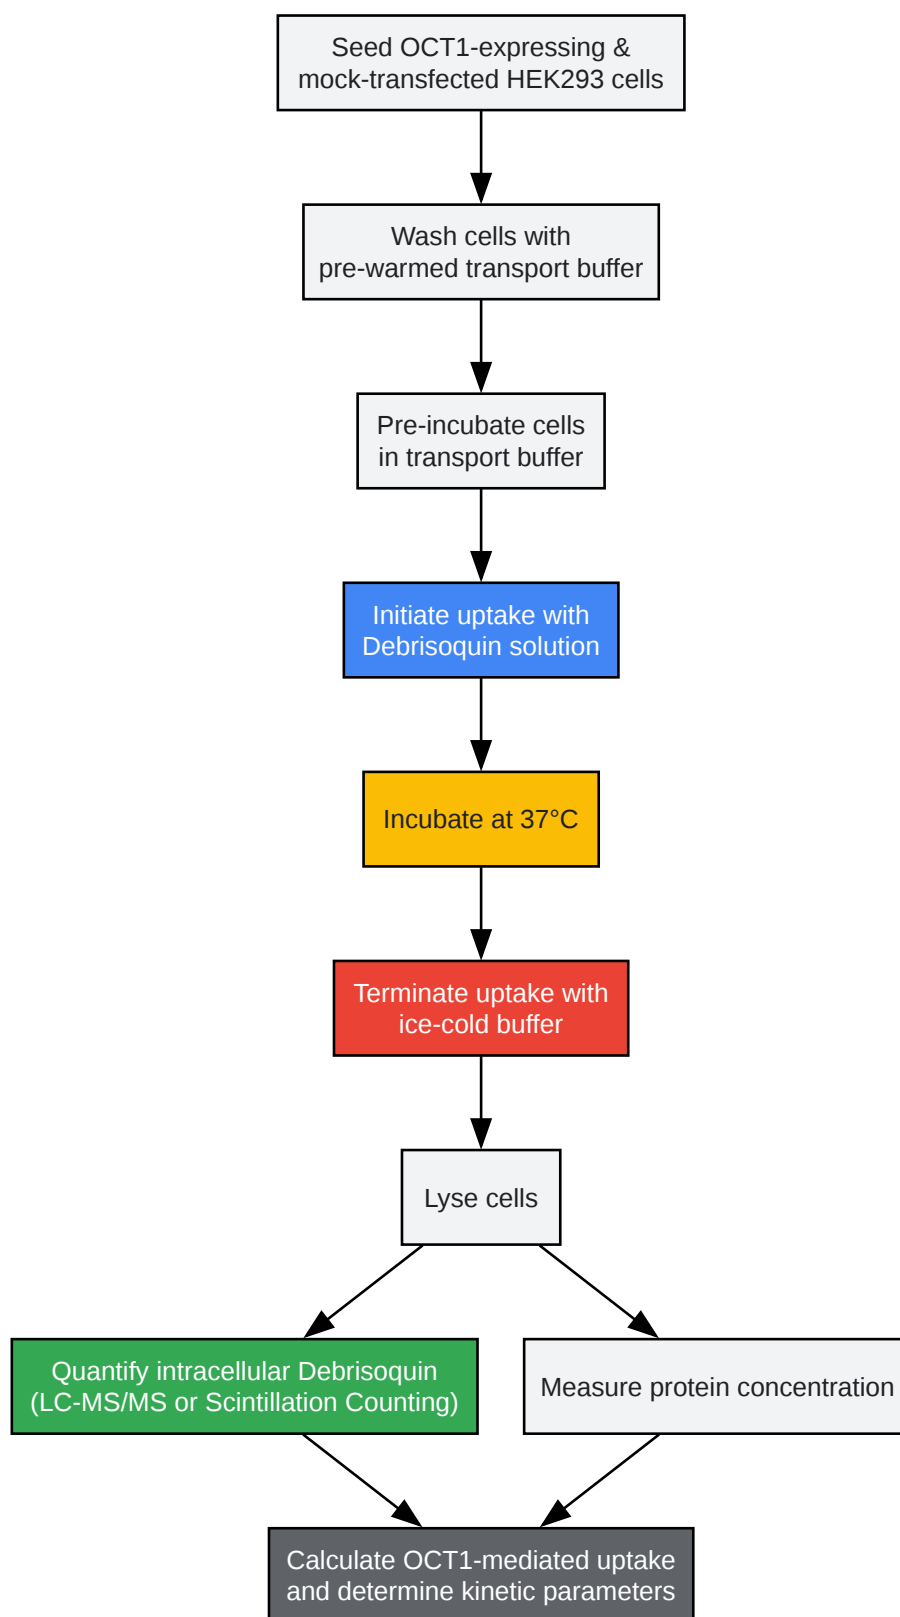 Seed OCT1-expressing &
mock-transfected HEK293 cells
Wash cells with
pre-warmed transport buffer
Pre-incubate cells
in transport buffer
Initiate uptake with
Debrisoquin solution
Incubate at 37°C
Terminate uptake with
ice-cold buffer
Lyse cells
Quantify intracellular Debrisoquin
(LC-MS/MS or Scintillation Counting)
Measure protein concentration
Calculate OCT1-mediated uptake
and determine kinetic parameters